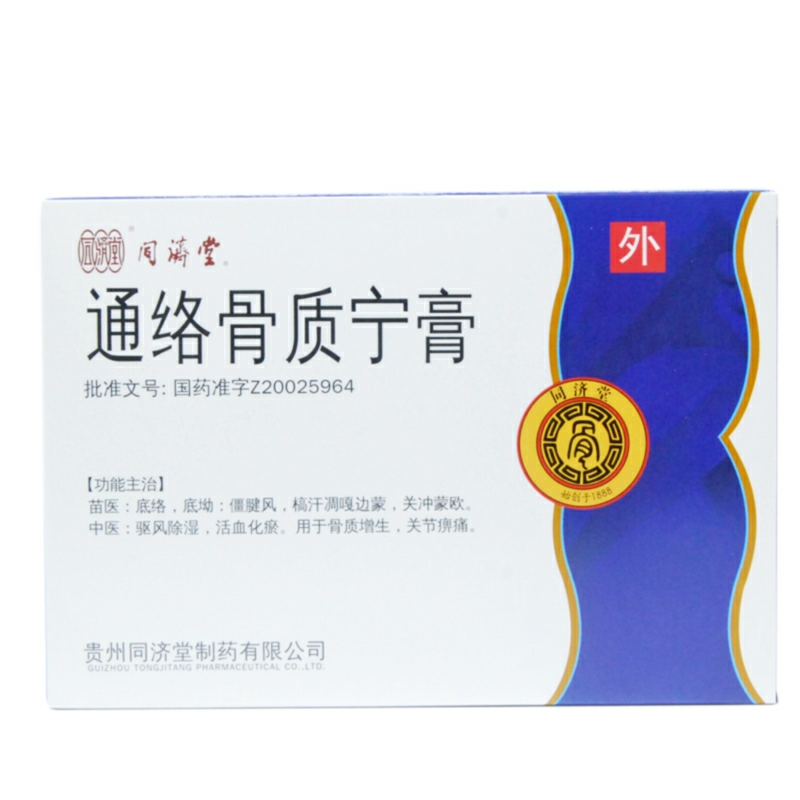 同济堂®
同濟堂®
外
通络骨质宁膏
批准文号: 国药准字Z20025964
同济堂
骨
始创于1888
【功能主治】
苗医：底络，底坳：僵腱风，槁汗凋嘎边蒙，关冲蒙欧。
中医：驱风除湿，活血化瘀。用于骨质增生，关节痹痛。
贵州同济堂制药有限公司
GUIZHOU TONGJITANG PHARMACEUTICAL CO.,LTD.